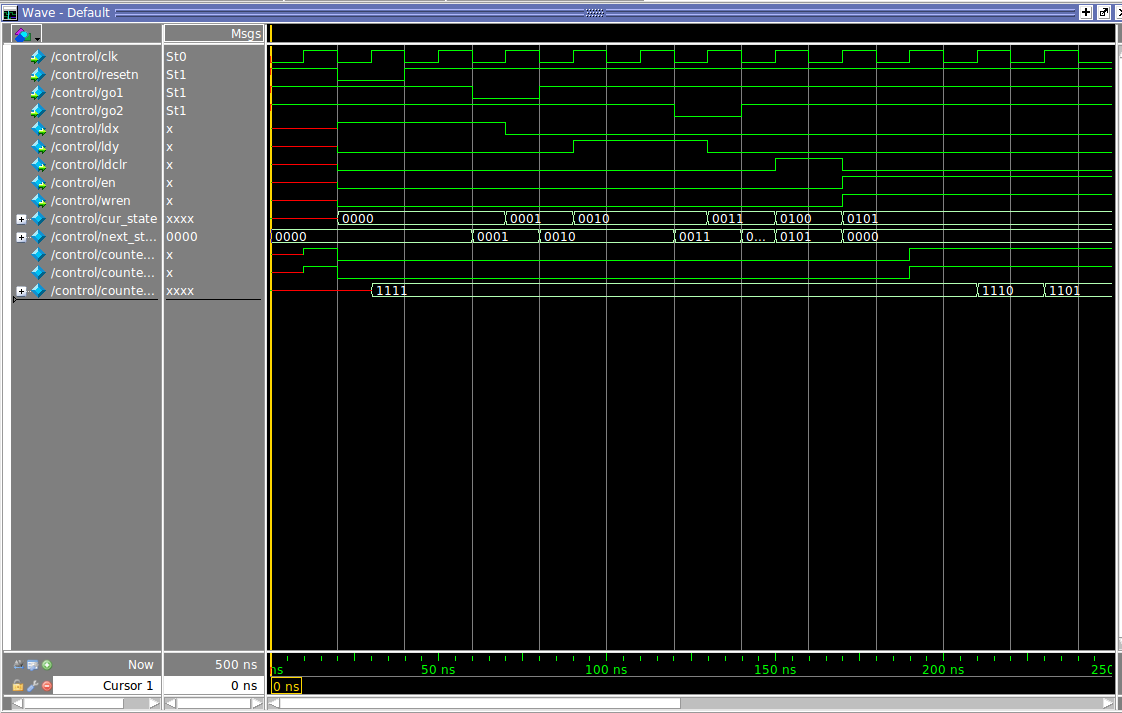 Wave - Default
Msgs
/control/clk St0
/control/resetn St1
/control/go1 St1
/control/go2 St1
/control/ldx x
/control/ldy x
/control/ldclr x
/control/en x
/control/wren x
/control/cur_state xxxx 0000 0001 0010 0011 0100 0101
/control/next_st... 0000 0000 0001 0010 0011 0... 0101 0000
/control/counte... x
/control/counte... x
/control/counte... xxxx 1111 1110 1101
Now 500 ns ns 50 ns 100 ns 150 ns 200 ns 250
Cursor 1 0 ns 0 ns